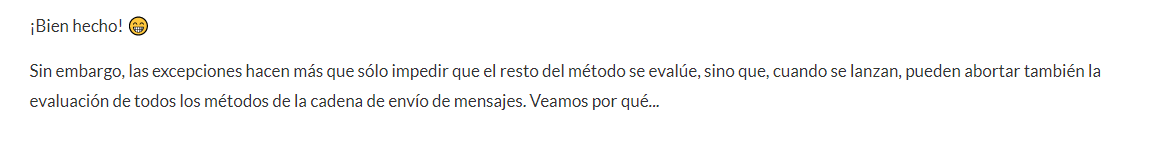 ¡Bien hecho! 😁
Sin embargo, las excepciones hacen más que sólo impedir que el resto del método se evalúe, sino que, cuando se lanzan, pueden abortar también la
evaluación de todos los métodos de la cadena de envío de mensajes. Veamos por qué...